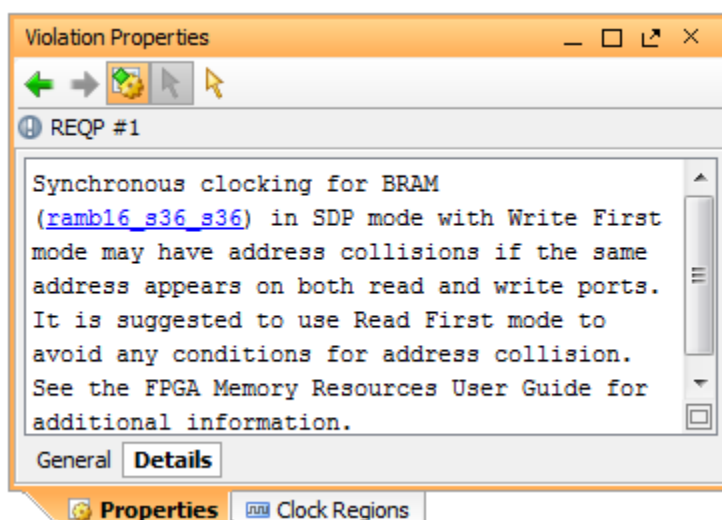 Violation Properties
REQP #1
Synchronous clocking for BRAM
(ramb16_s36_s36) in SDP mode with Write First
mode may have address collisions if the same
address appears on both read and write ports.
It is suggested to use Read First mode to
avoid any conditions for address collision.
See the FPGA Memory Resources User Guide for
additional information.
General Details
Properties Clock Regions